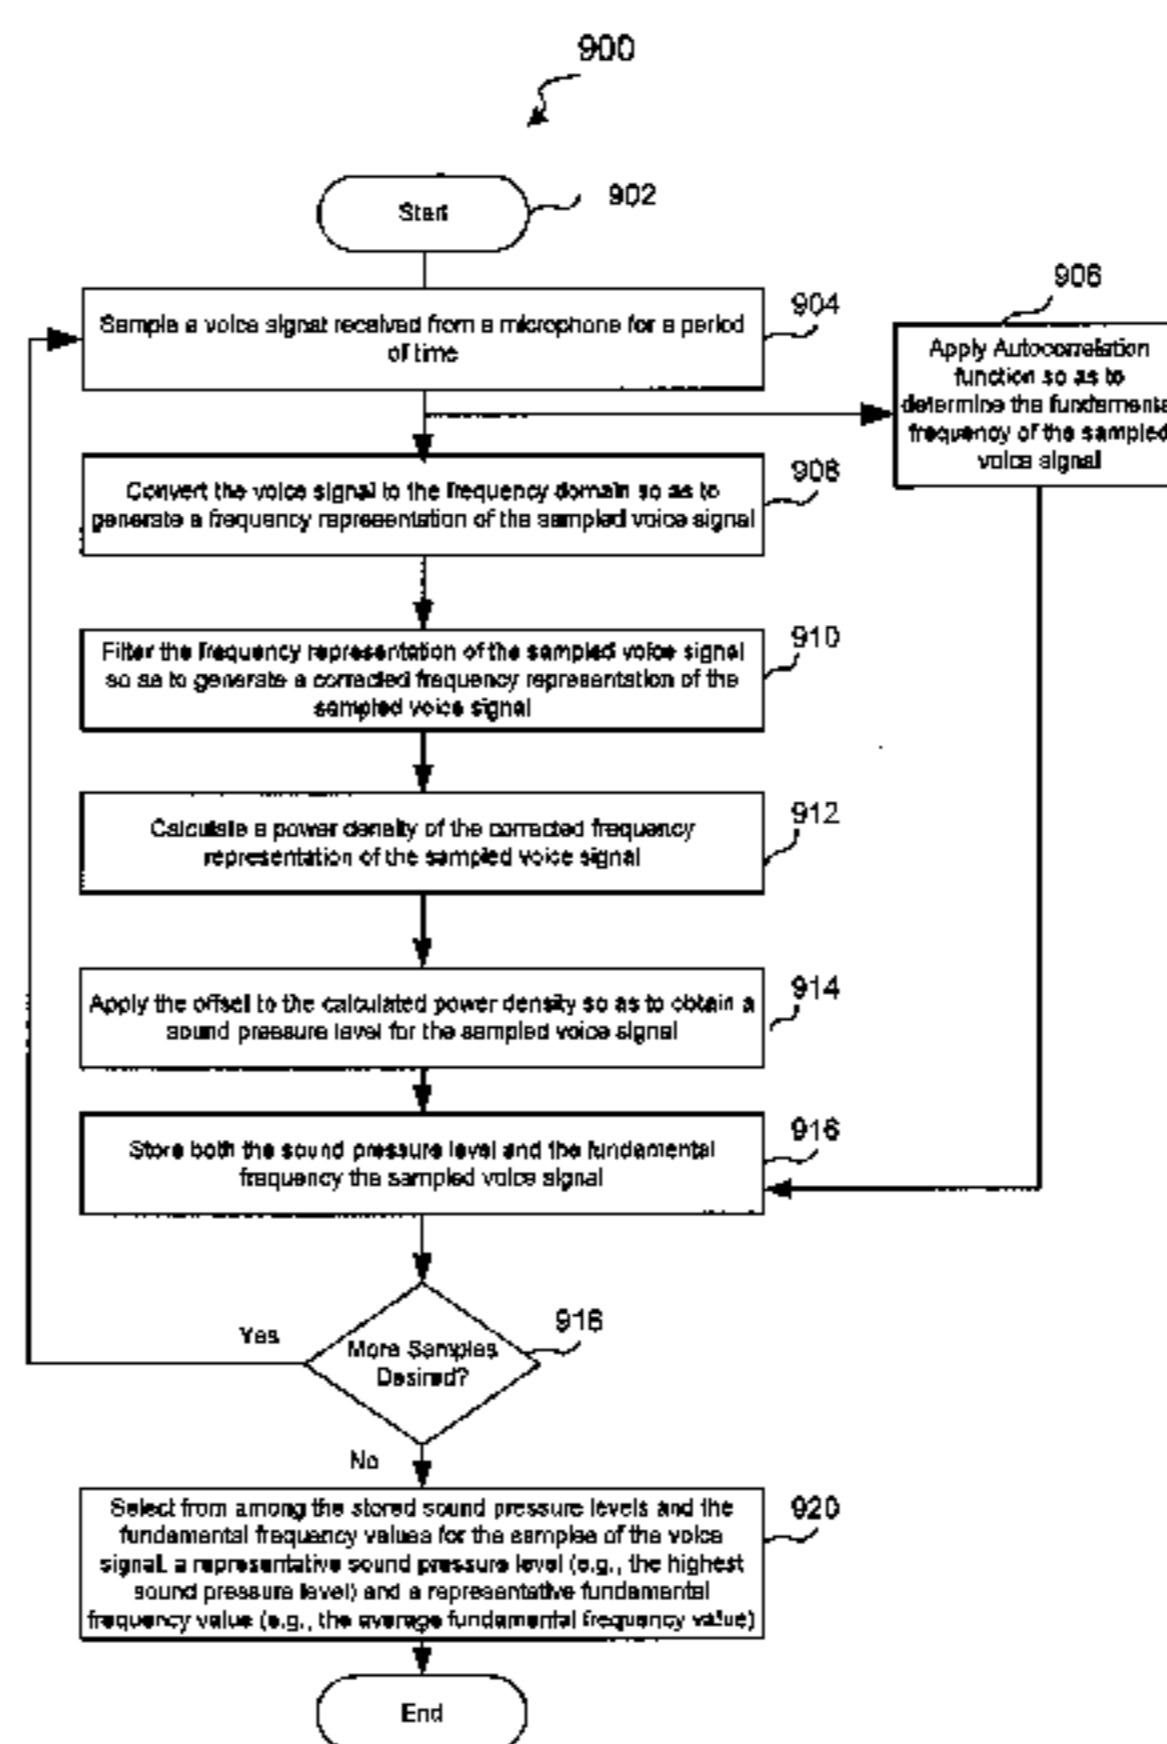 900
Start
902
Sample a voice signal received from a microphone for a period
of time
904
906
Apply Autocorrelation
function so as to
determine the fundamenta
frequency of the sampled
voice signal
Convert the voice signal to the frequency domain so as to
generate a frequency representation of the sampled voice signal
908
Filter the frequency representation of the sampled voice signal
so as to generate a corrected frequency representation of the
sampled voice signal
910
Calculate a power density of the corrected frequency
representation of the sampled voice signal
912
Apply the offset to the calculated power density so as to obtain a
sound pressure level for the sampled voice signal
914
Store both the sound pressure level and the fundamental
frequency the sampled voice signal
916
Yes
More Samples
Desired?
918
No
Select from among the stored sound pressure levels and the
fundamental frequency values for the samples of the voice
signal, a representative sound pressure level (e.g., the highest
sound pressure level) and a representative fundamental
frequency value (e.g., the average fundamental frequency value)
920
End